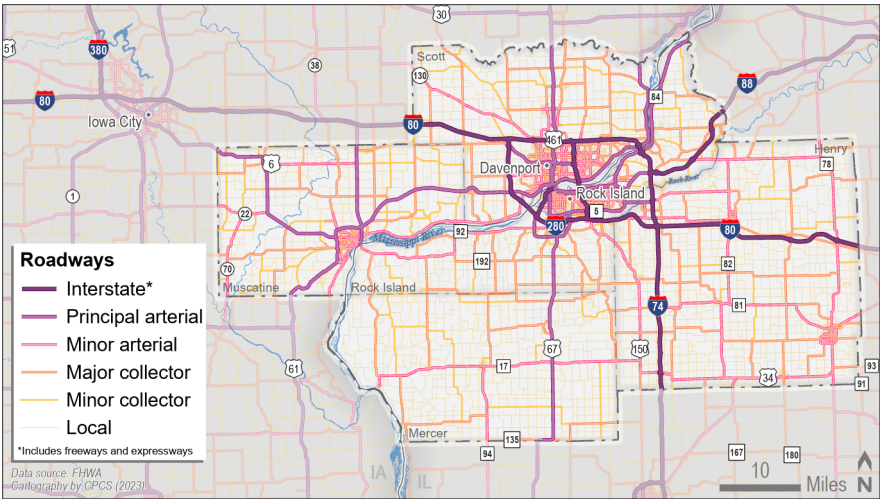 30
51
380
38
Scott
130
88
80
84
Iowa City
80
461
6
Davenport
Henry
78
Rock River
1
Rock Island
22
5
92
Mississippi River
280
80
Roadways
Interstate*
Principal arterial
Minor arterial
Major collector
Minor collector
Local
*Includes freeways and expressways
192
82
70
Muscatine
Rock Island
74
81
67
150
61
17
34
93
91
Mercer
135
94
167
180
Data source: FHWA
Cartography by CPCS (2023)
IA
IL
10
Miles
N